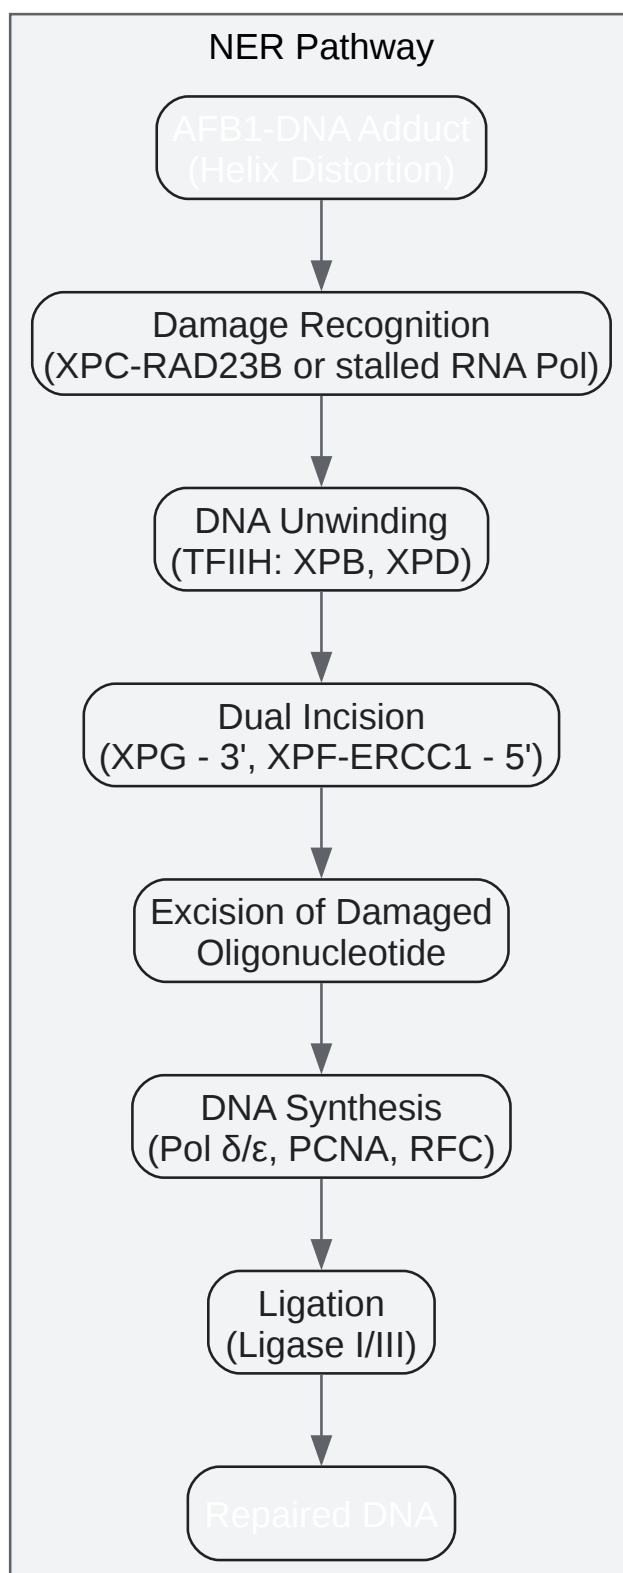 NER Pathway
AFB1-DNA Adduct
(Helix Distortion)
Damage Recognition
(XPC-RAD23B or stalled RNA Pol)
DNA Unwinding
(TFIIH: XPB, XPD)
Dual Incision
(XPG - 3', XPF-ERCC1 - 5')
Excision of Damaged
Oligonucleotide
DNA Synthesis
(Pol δ/ε, PCNA, RFC)
Ligation
(Ligase I/III)
Repaired DNA